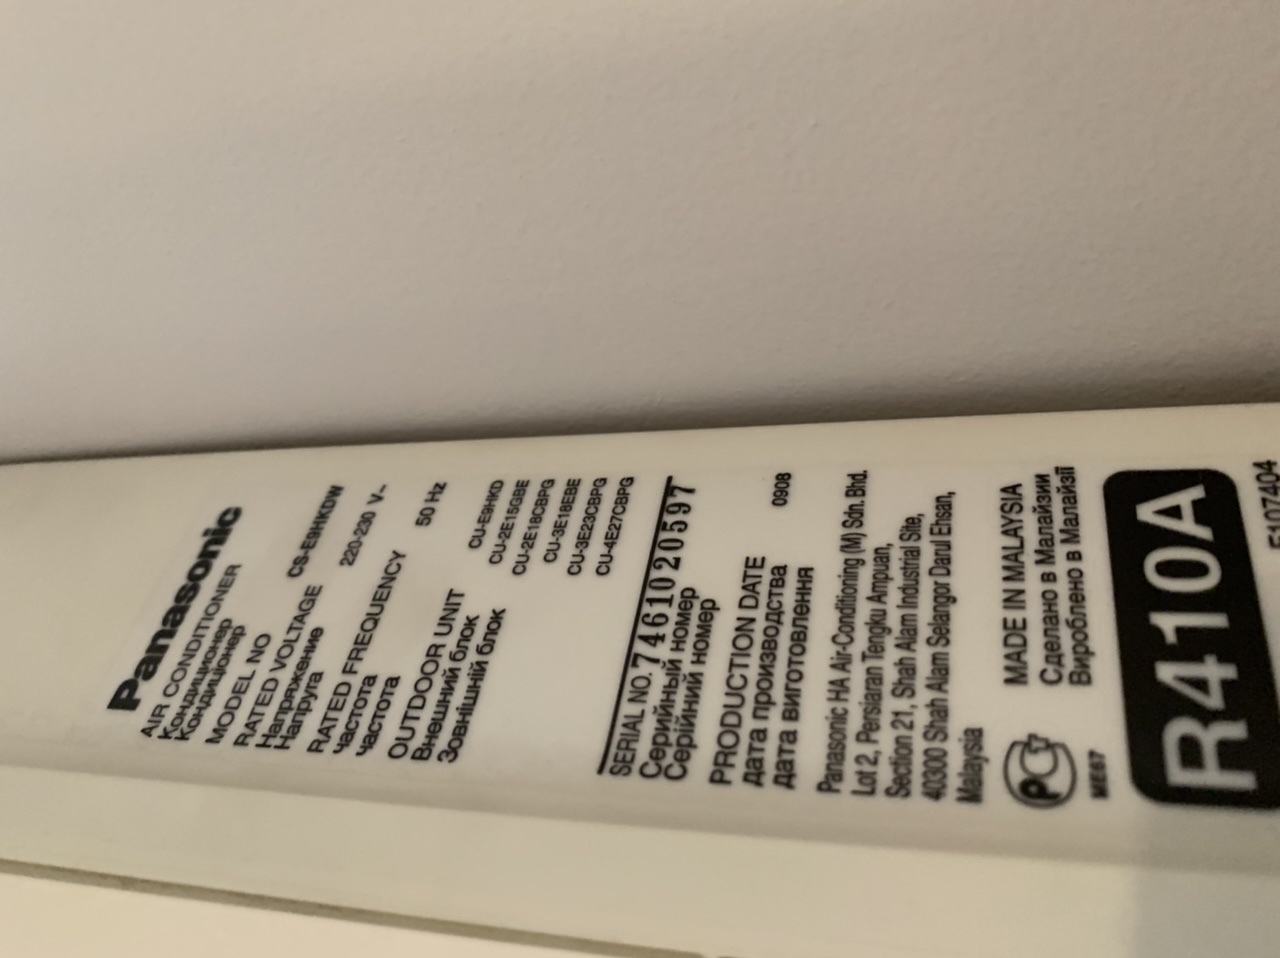 Panasonic
AIR CONDITIONER
Кондиционер
Кондиціонер
MODEL NO CS-E9HKDW
RATED VOLTAGE 220-230 V~
Напряжение
Напруга
RATED FREQUENCY 50 Hz
частота
частота
OUTDOOR UNIT CU-E9HKD
Внешний блок CU-2E15GBE
Зовнішній блок CU-2E18CBPG
CU-3E18EBE
CU-3E23CBPG
CU-4E27CBPG
SERIAL NO. 7461020597
Серийный номер
Серійний номер
PRODUCTION DATE 0908
дата производства
дата виготовлення
Panasonic HA Air-Conditioning (M) Sdn. Bhd.
Lot 2, Persiaran Tengku Ampuan,
Section 21, Shah Alam Industrial Site,
40300 Shah Alam Selangor Darul Ehsan,
Malaysia
MADE IN MALAYSIA
Сделано в Малайзии
Вироблено в Малайзії
РСТ
ME67
R410A